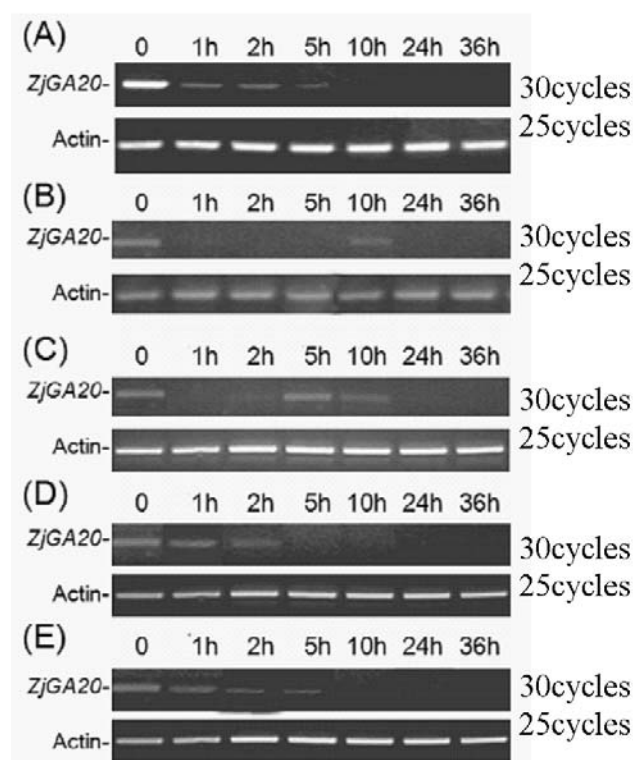 (A)
0 1h 2h 5h 10h 24h 36h
ZjGA20- 30cycles
Actin- 25cycles
(B)
0 1h 2h 5h 10h 24h 36h
ZjGA20- 30cycles
Actin- 25cycles
(C)
0 1h 2h 5h 10h 24h 36h
ZjGA20- 30cycles
Actin- 25cycles
(D)
0 1h 2h 5h 10h 24h 36h
ZjGA20- 30cycles
Actin- 25cycles
(E)
0 1h 2h 5h 10h 24h 36h
ZjGA20- 30cycles
Actin- 25cycles